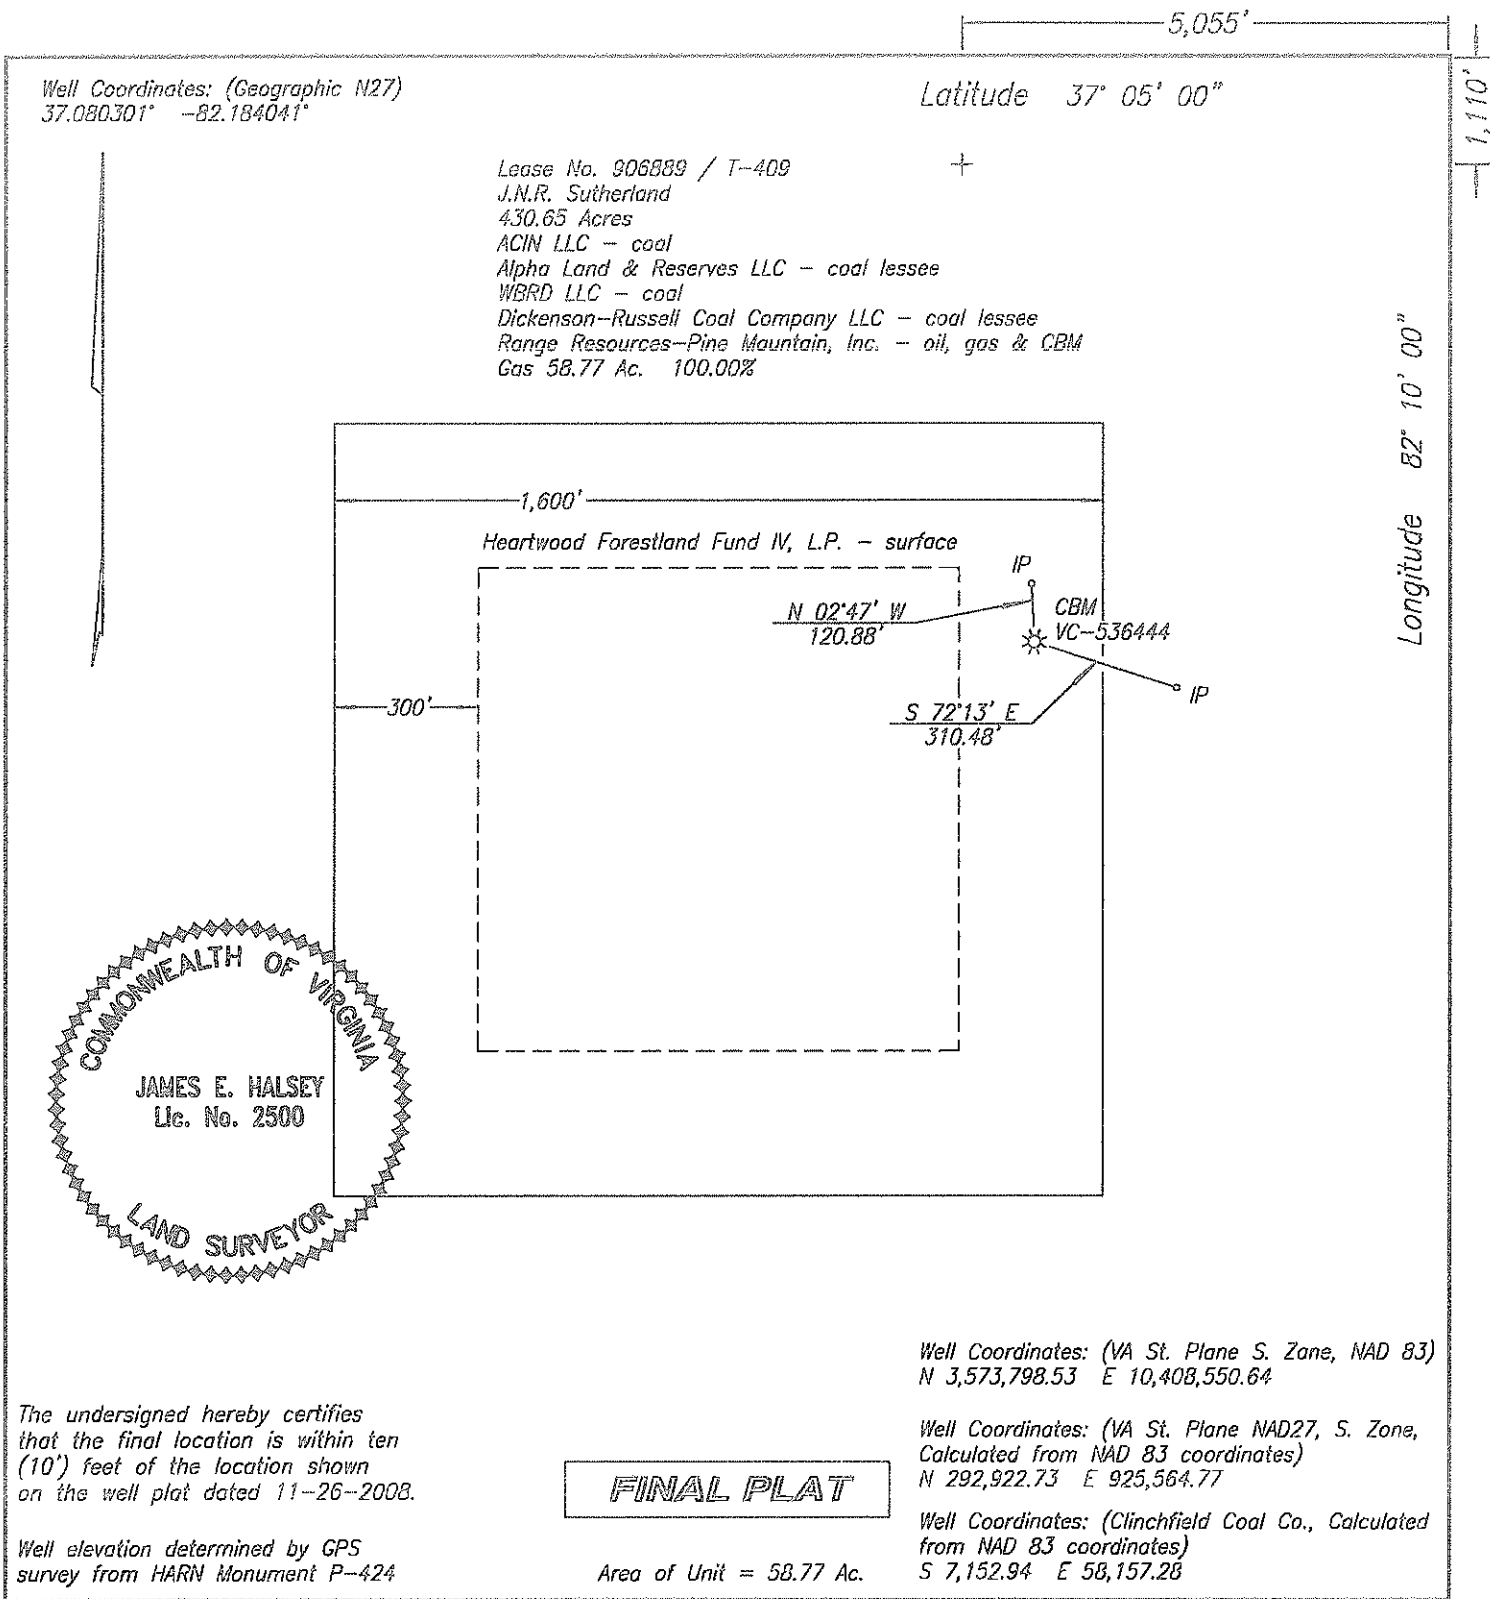 5,055'
1,110'
Well Coordinates: (Geographic N27)
37.080301° -82.184041°
Latitude 37° 05' 00"
Lease No. 906889 / T-409
J.N.R. Sutherland
430.65 Acres
ACIN LLC - coal
Alpha Land & Reserves LLC - coal lessee
WBRD LLC - coal
Dickenson-Russell Coal Company LLC - coal lessee
Range Resources-Pine Mountain, Inc. - oil, gas & CBM
Gas 58.77 Ac. 100.00%
Longitude 82° 10' 00"
1,600'
Heartwood Forestland Fund IV, L.P. - surface
IP
N 02°47' W
120.88'
CBM
VC-536444
IP
300'
S 72°13' E
310.48'
COMMONWEALTH OF VIRGINIA
JAMES E. HALSEY
Lic. No. 2500
LAND SURVEYOR
Well Coordinates: (VA St. Plane S. Zone, NAD 83)
N 3,573,798.53 E 10,408,550.64
The undersigned hereby certifies
that the final location is within ten
(10') feet of the location shown
on the well plat dated 11-26-2008.
Well Coordinates: (VA St. Plane NAD27, S. Zone,
Calculated from NAD 83 coordinates)
N 292,922.73 E 925,564.77
FINAL PLAT
Well Coordinates: (Clinchfield Coal Co., Calculated
from NAD 83 coordinates)
S 7,152.94 E 58,157.28
Well elevation determined by GPS
survey from HARN Monument P-424
Area of Unit = 58.77 Ac.